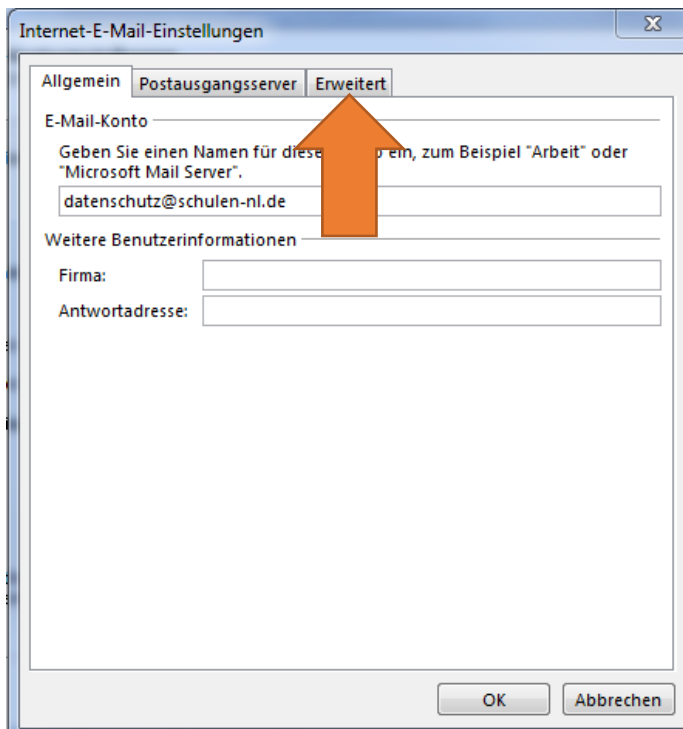 Internet-E-Mail-Einstellungen
Allgemein Postausgangsserver Erweitert
E-Mail-Konto
Geben Sie einen Namen für diese ein, zum Beispiel "Arbeit" oder
"Microsoft Mail Server".
datenschutz@schulen-nl.de
Weitere Benutzerinformationen
Firma:
Antwortadresse:
OK Abbrechen